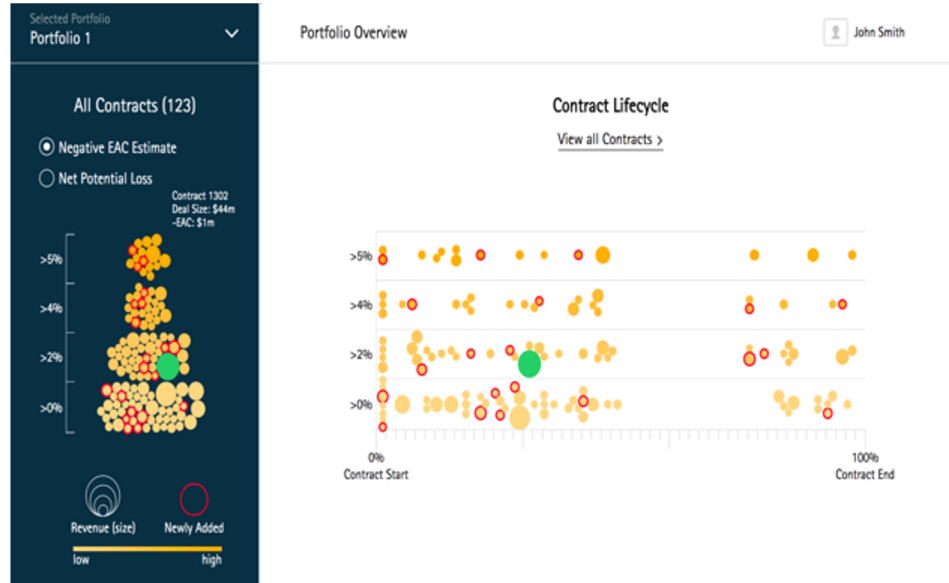 Selected Portfolio
Portfolio 1
Portfolio Overview
John Smith
All Contracts (123)
Negative EAC Estimate
Net Potential Loss
Contract 1302
Deal Size: $44m
-EAC: $1m
>5%
>4%
>2%
>0%
Revenue (size)
Newly Added
low
high
Contract Lifecycle
View all Contracts >
>5%
>4%
>2%
>0%
0%
Contract Start
100%
Contract End